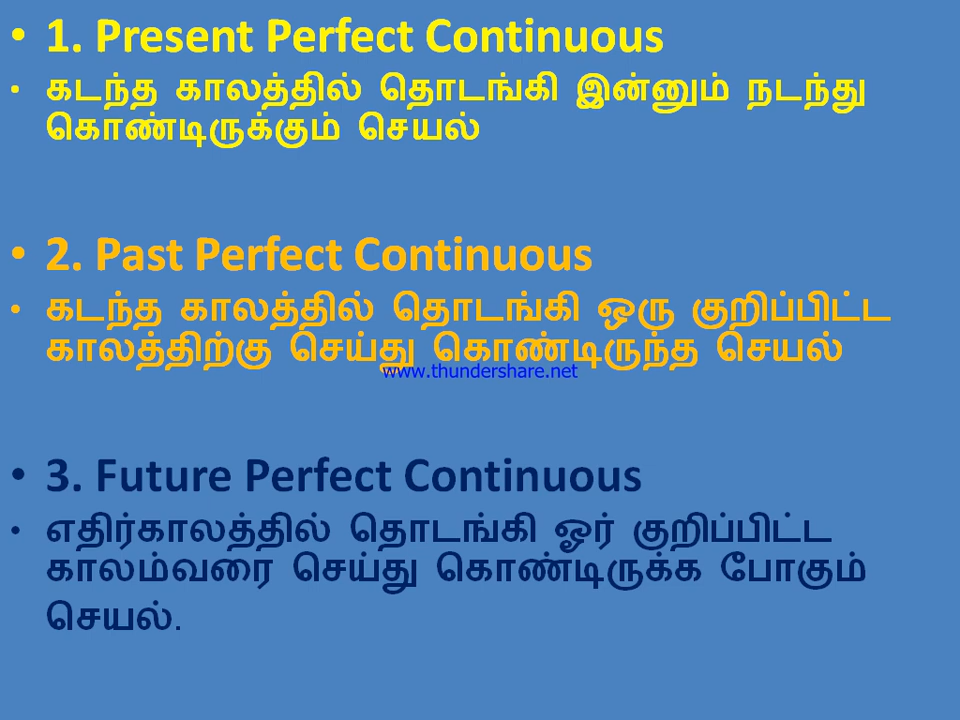 • 1. Present Perfect Continuous
• கடந்த காலத்தில் தொடங்கி இன்னும் நடந்து
கொண்டிருக்கும் செயல்
• 2. Past Perfect Continuous
• கடந்த காலத்தில் தொடங்கி ஒரு குறிப்பிட்ட
காலத்திற்கு செய்து கொண்டிருந்த செயல்
www.thundershare.net
• 3. Future Perfect Continuous
• எதிர்காலத்தில் தொடங்கி ஓர் குறிப்பிட்ட
காலம்வரை செய்து கொண்டிருக்க போகும்
செயல்.